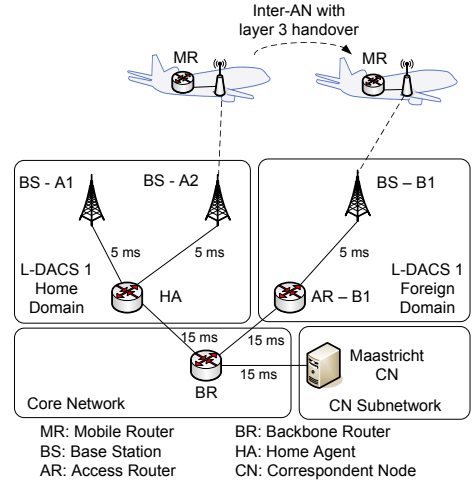 Inter-AN with
layer 3 handover
MR
MR
BS - A1
BS - A2
BS – B1
5 ms
5 ms
5 ms
L-DACS 1
Home
Domain
HA
AR – B1
L-DACS 1
Foreign
Domain
15 ms
15 ms
15 ms
BR
Maastricht
CN
Core Network
CN Subnetwork
MR: Mobile Router
BR: Backbone Router
BS: Base Station
HA: Home Agent
AR: Access Router
CN: Correspondent Node